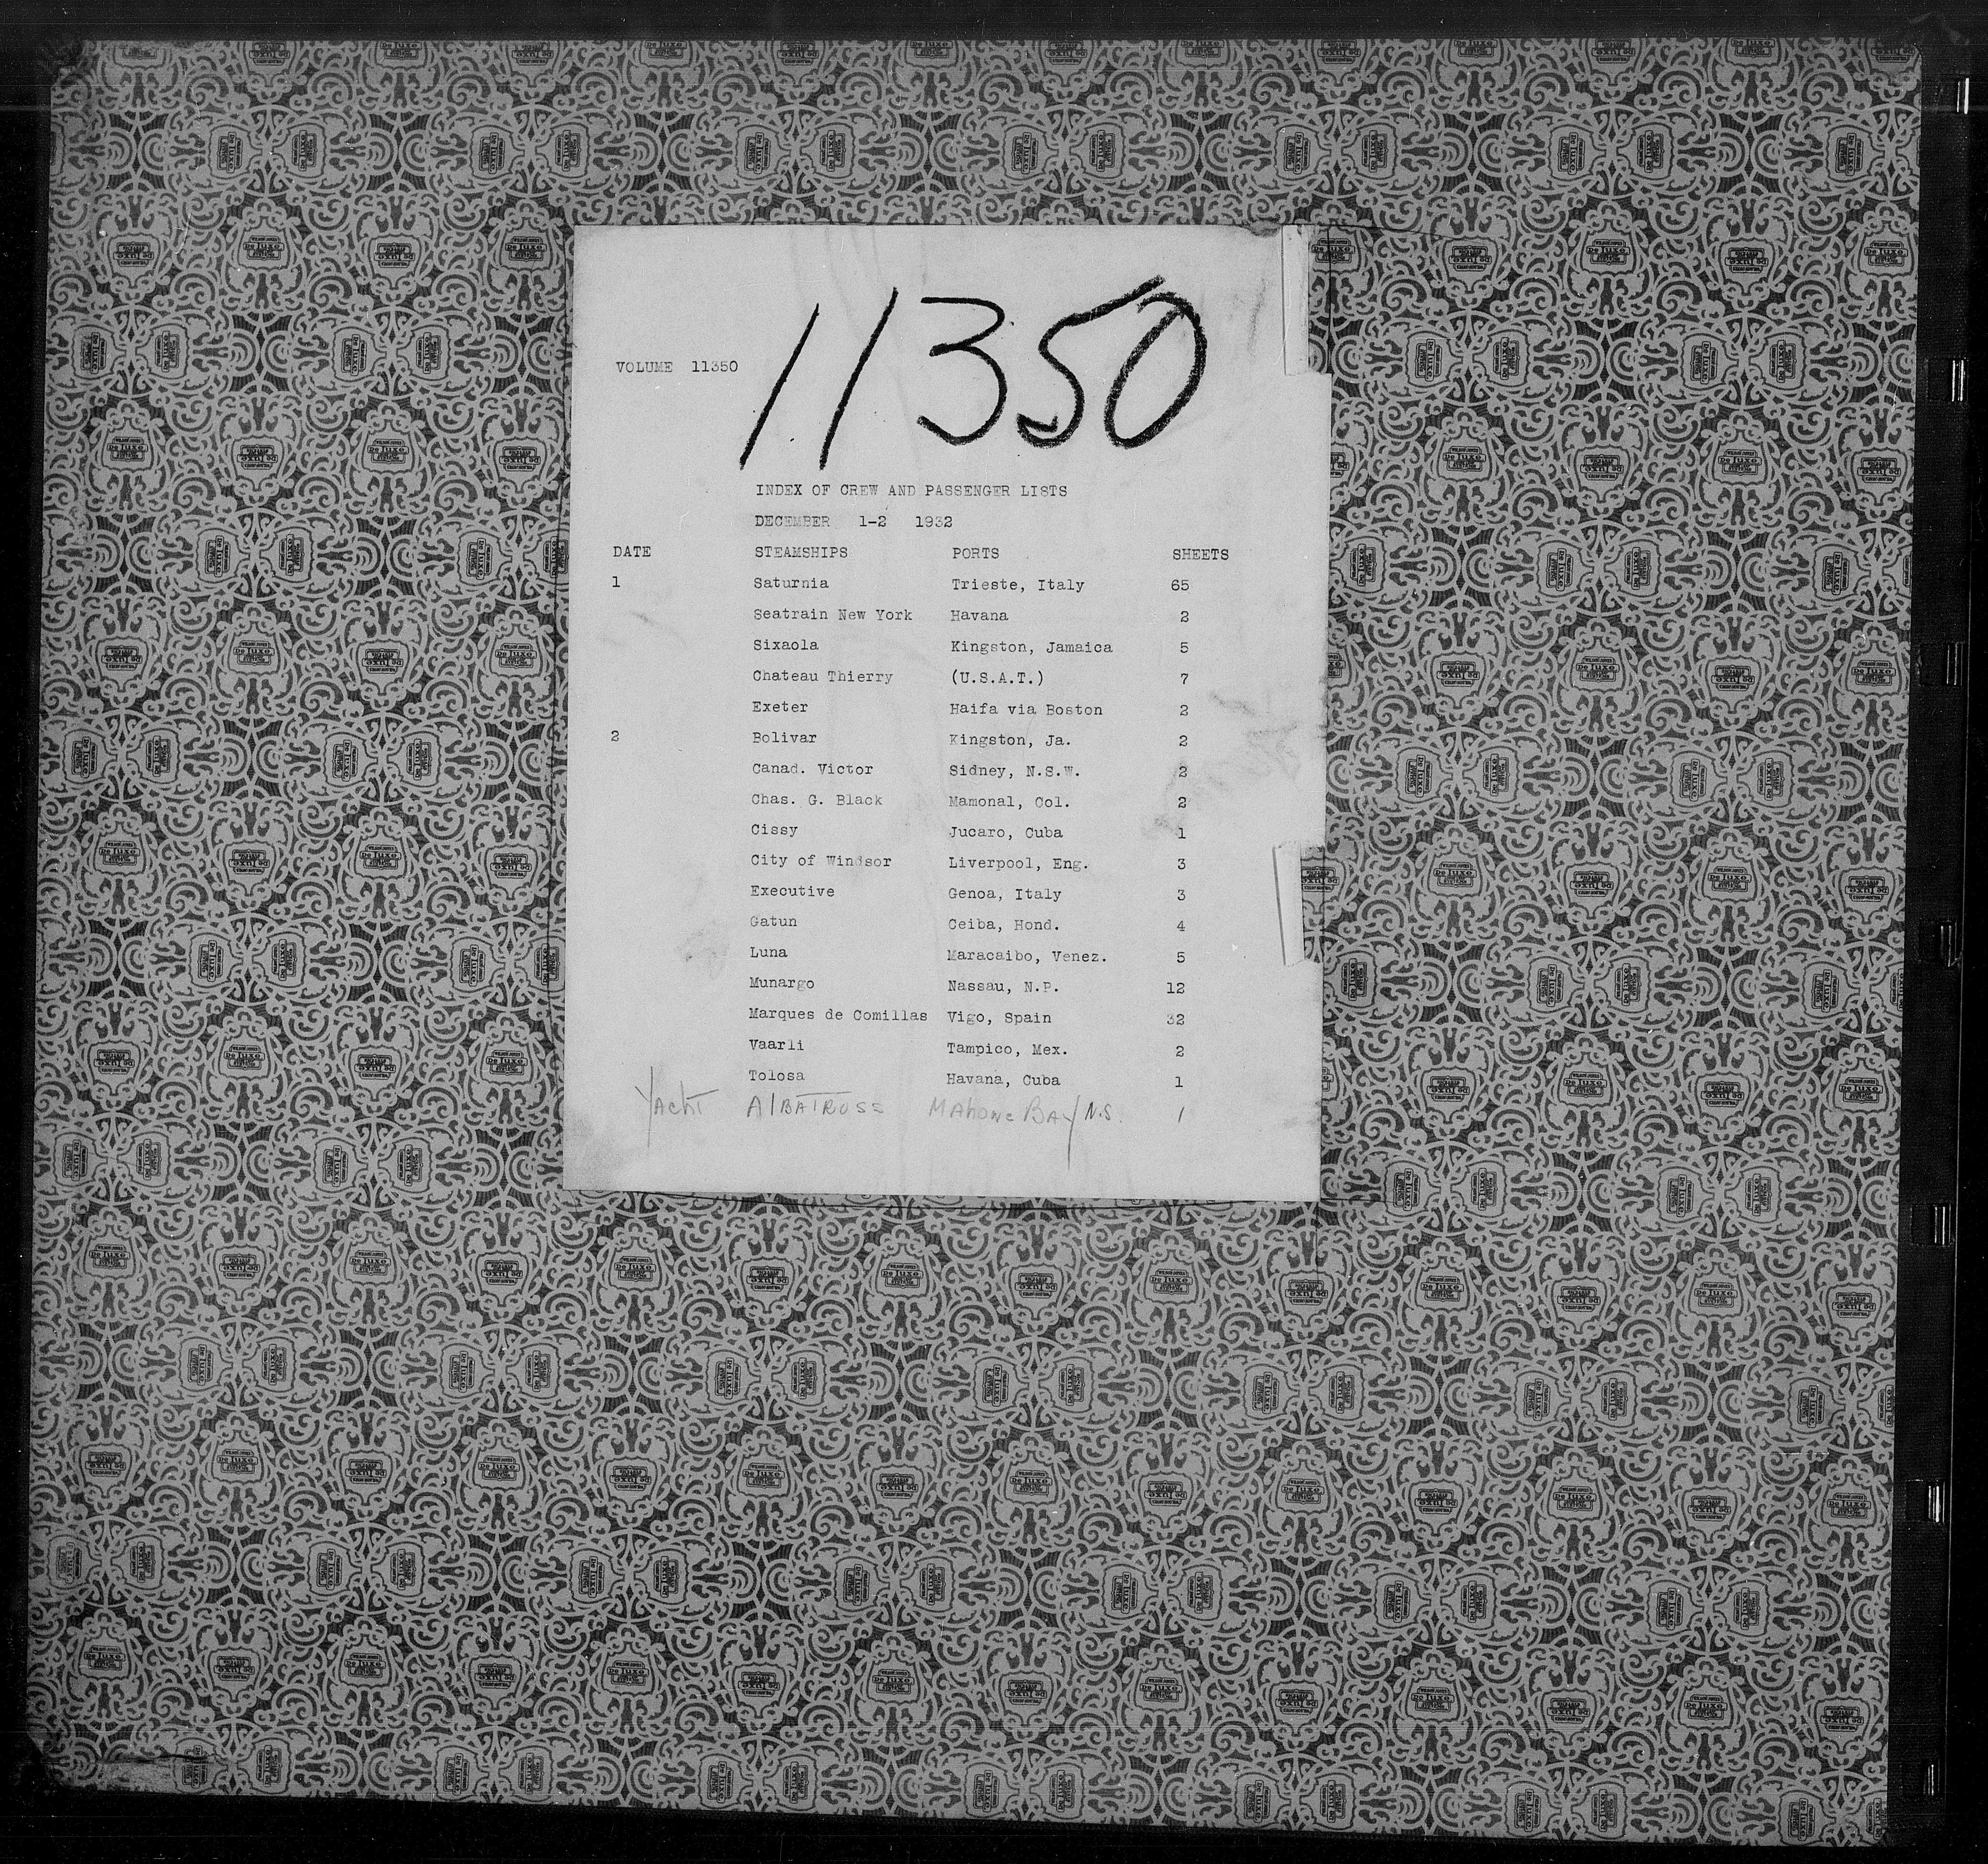 11350
VOLUME 11350
INDEX OF CREW AND PASSENGER LISTS
DECEMBER 1-2 1932
DATE STEAMSHIPS PORTS SHEETS
1 Saturnia Trieste, Italy 65
Seatrain New York Havana 2
Sixaola Kingston, Jamaica 5
Chateau Thierry (U.S.A.T.) 7
Exeter Haifa via Boston 2
2 Bolivar Kingston, Ja. 2
Canad. Victor Sidney, N.S.W. 2
Chas. G. Black Mamonal, Col. 2
Cissy Jucaro, Cuba 1
City of Windsor Liverpool, Eng. 3
Executive Genoa, Italy 3
Gatun Ceiba, Hond. 4
Luna Maracaibo, Venez. 5
Munargo Nassau, N.P. 12
Marques de Comillas Vigo, Spain 32
Vaarli Tampico, Mex. 2
Tolosa Havana, Cuba 1
Yacht AlBATROSS MAhone BAY N.S. 1
De luxe